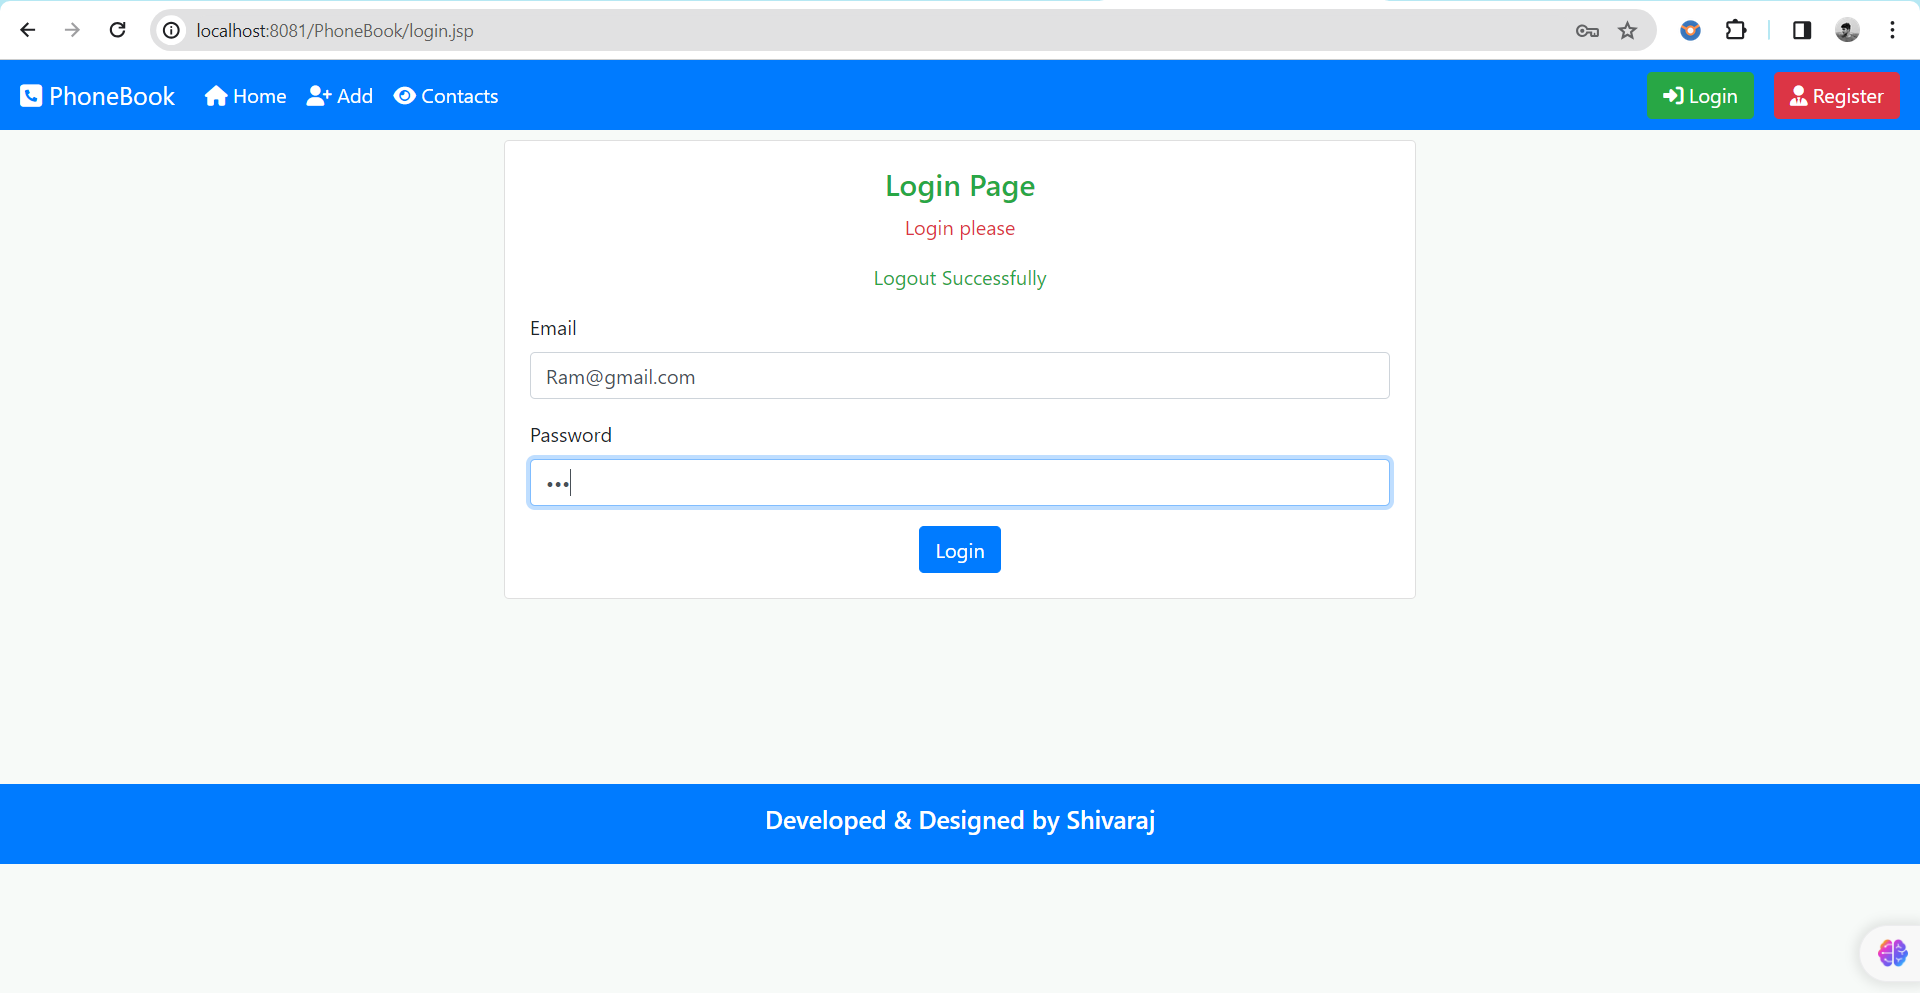 localhost:8081/PhoneBook/login.jsp
PhoneBook Home Add Contacts Login Register
Login Page
Login please
Logout Successfully
Email
Ram@gmail.com
Password
•••
Login
Developed & Designed by Shivaraj